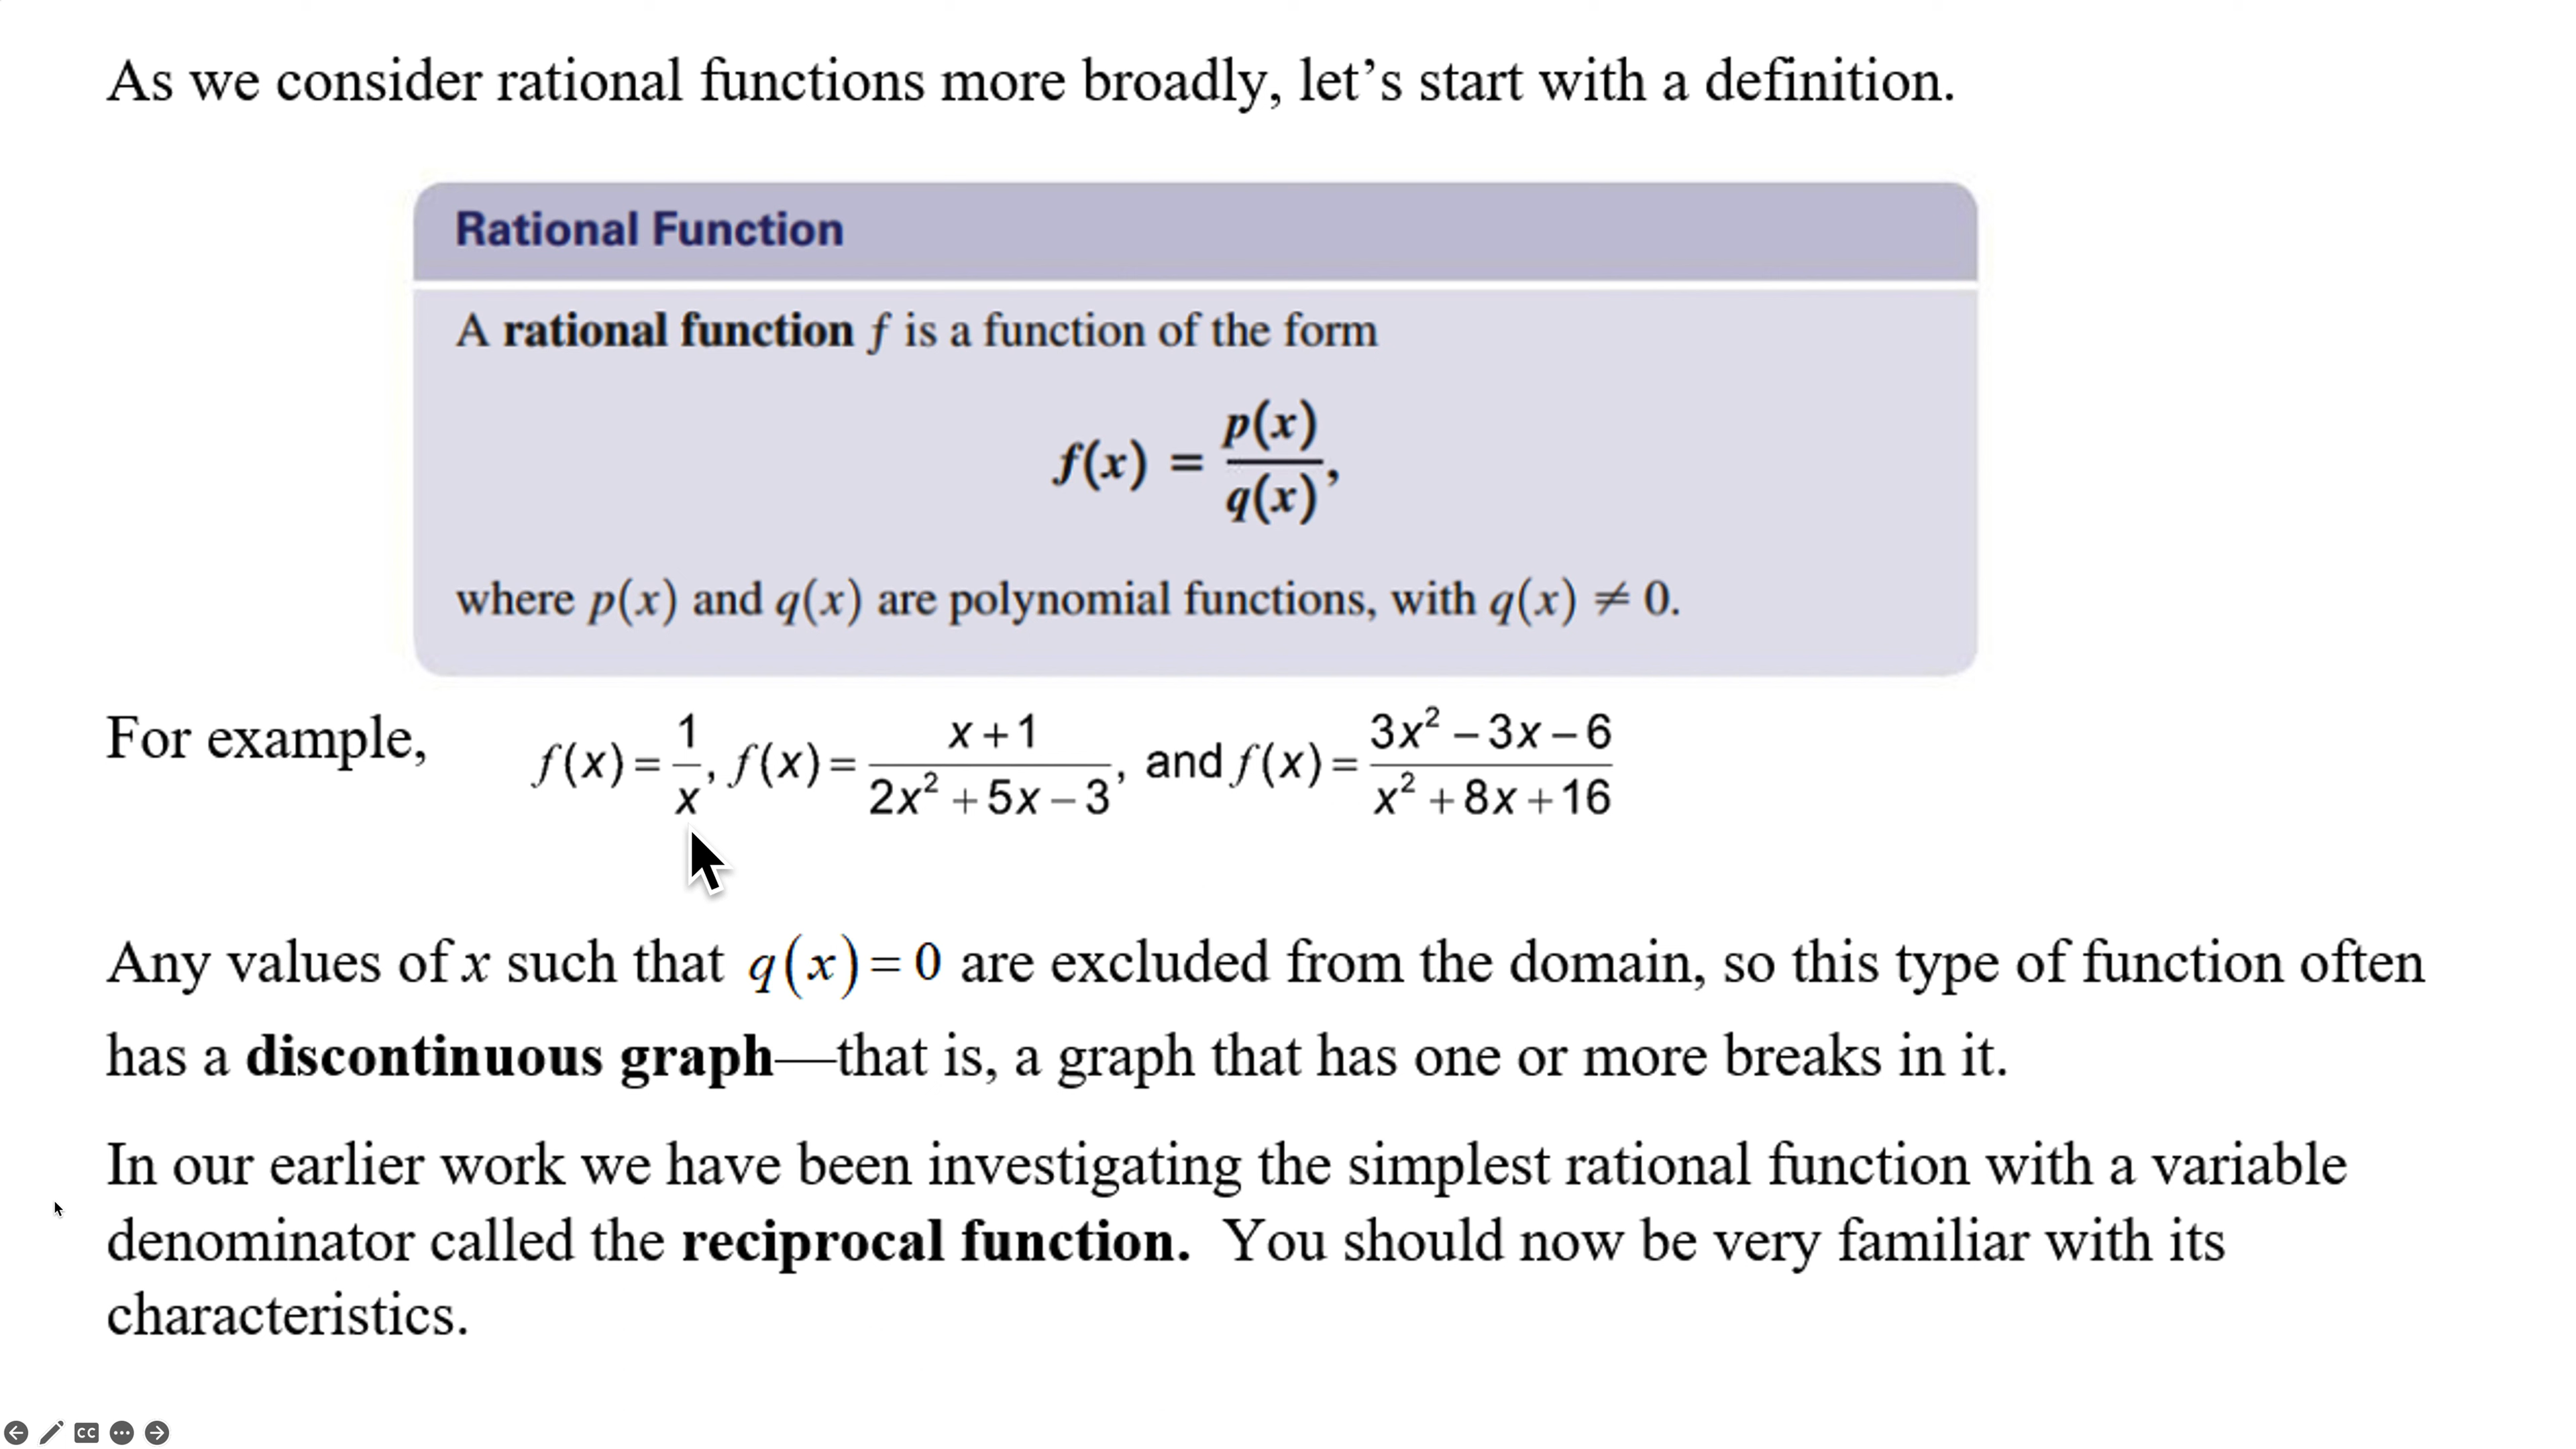 As we consider rational functions more broadly, let’s start with a definition.
Rational Function
A rational function f is a function of the form
f(x) = p(x)/q(x),
where p(x) and q(x) are polynomial functions, with q(x) ≠ 0.
For example, f(x) = 1/x, f(x) = (x+1)/(2x² + 5x − 3), and f(x) = (3x² − 3x − 6)/(x² + 8x + 16)
Any values of x such that q(x) = 0 are excluded from the domain, so this type of function often
has a discontinuous graph—that is, a graph that has one or more breaks in it.
In our earlier work we have been investigating the simplest rational function with a variable
denominator called the reciprocal function. You should now be very familiar with its
characteristics.
CC